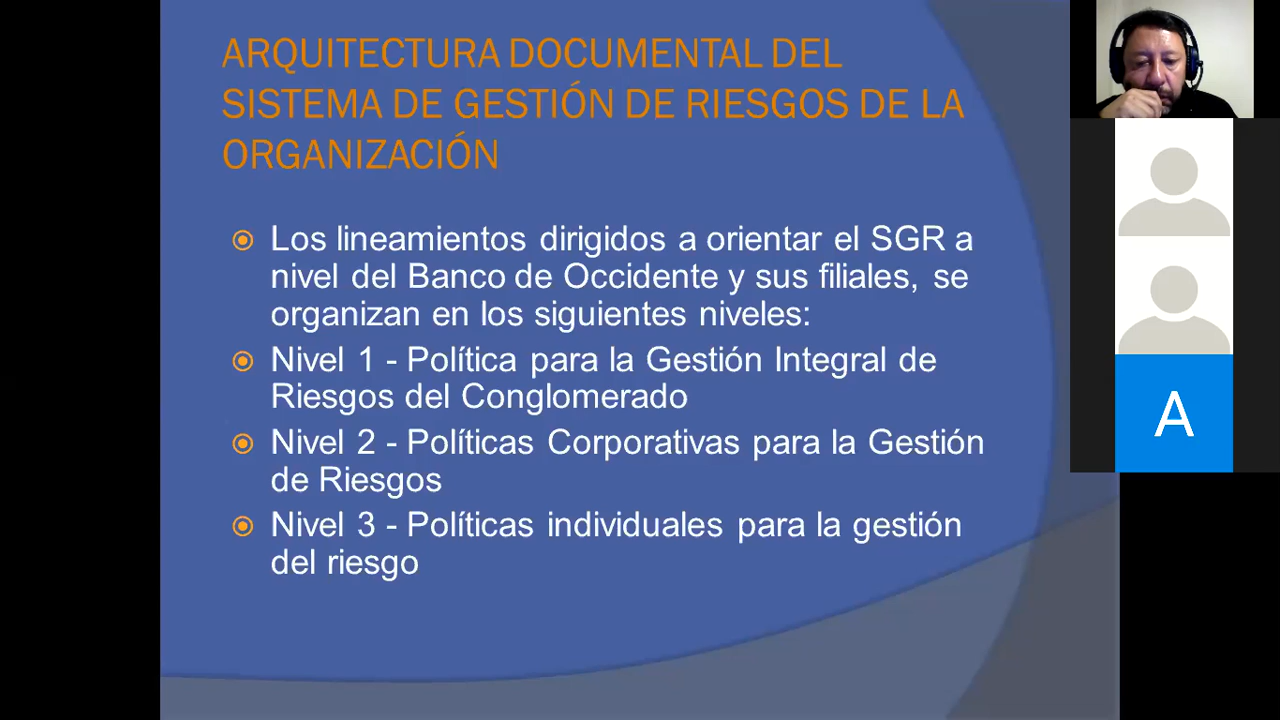 ARQUITECTURA DOCUMENTAL DEL
SISTEMA DE GESTIÓN DE RIESGOS DE LA
ORGANIZACIÓN
Los lineamientos dirigidos a orientar el SGR a
nivel del Banco de Occidente y sus filiales, se
organizan en los siguientes niveles:
Nivel 1 - Política para la Gestión Integral de
Riesgos del Conglomerado
Nivel 2 - Políticas Corporativas para la Gestión
de Riesgos
Nivel 3 - Políticas individuales para la gestión
del riesgo
A